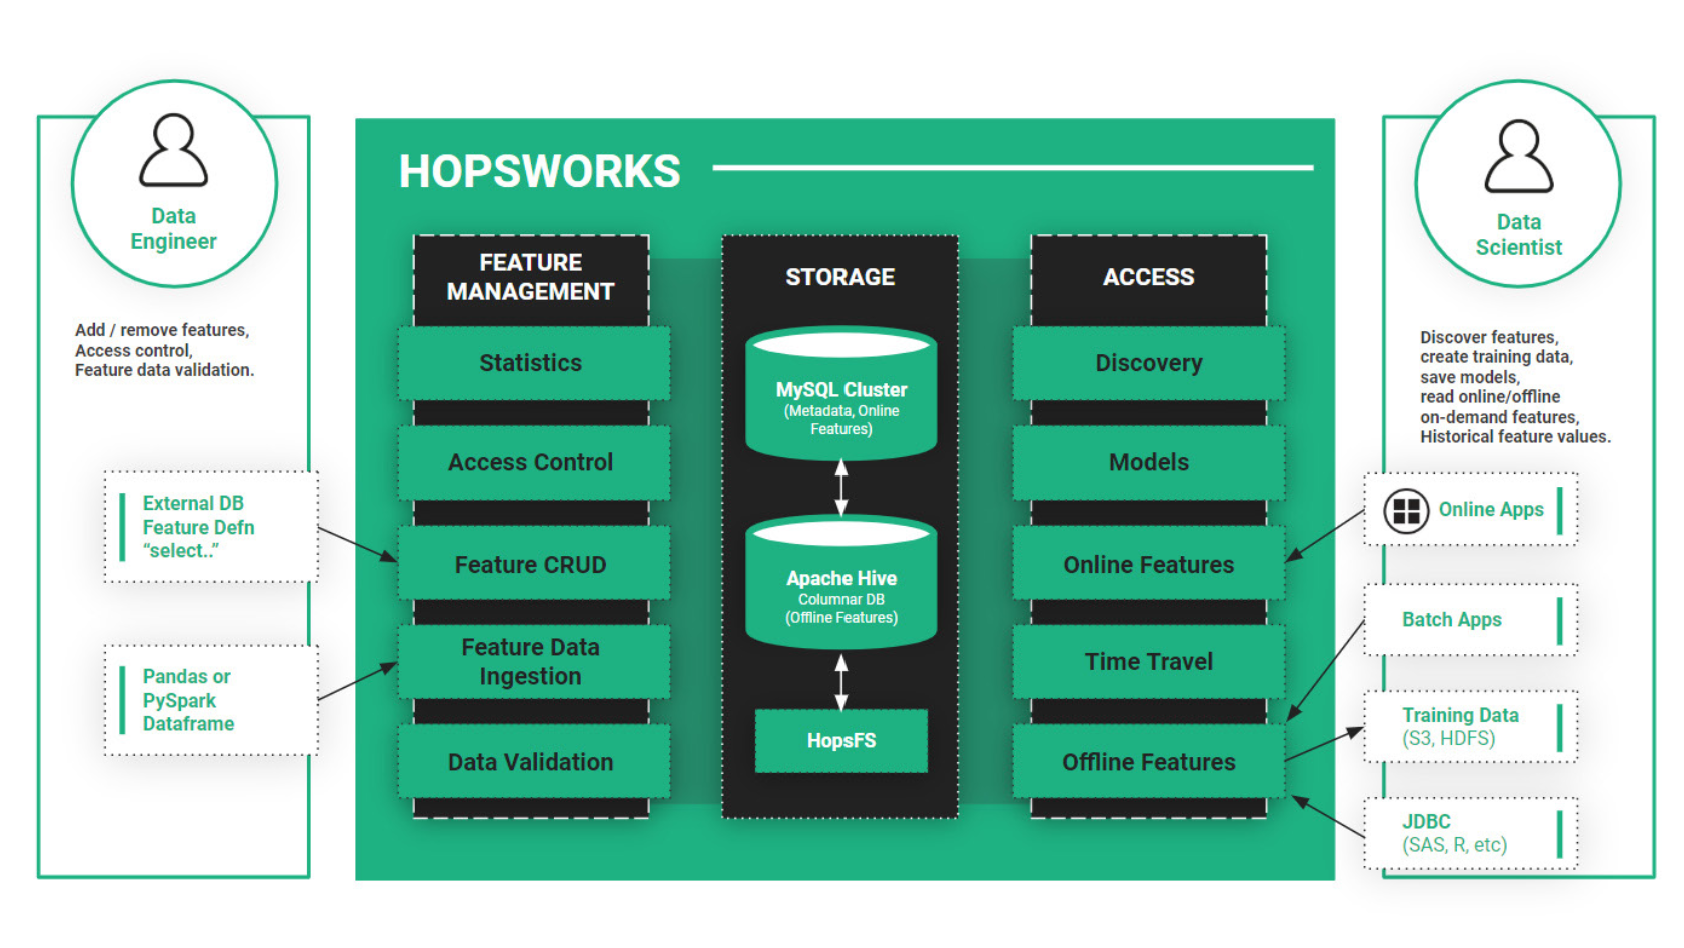 Data
Engineer
Add / remove features,
Access control,
Feature data validation.
External DB
Feature Defn
“select..”
Pandas or
PySpark
Dataframe
HOPSWORKS
FEATURE
MANAGEMENT
Statistics
Access Control
Feature CRUD
Feature Data
Ingestion
Data Validation
STORAGE
MySQL Cluster
(Metadata, Online
Features)
Apache Hive
Columnar DB
(Offline Features)
HopsFS
ACCESS
Discovery
Models
Online Features
Time Travel
Offline Features
Data
Scientist
Discover features,
create training data,
save models,
read online/offline
on-demand features,
Historical feature values.
Online Apps
Batch Apps
Training Data
(S3, HDFS)
JDBC
(SAS, R, etc)